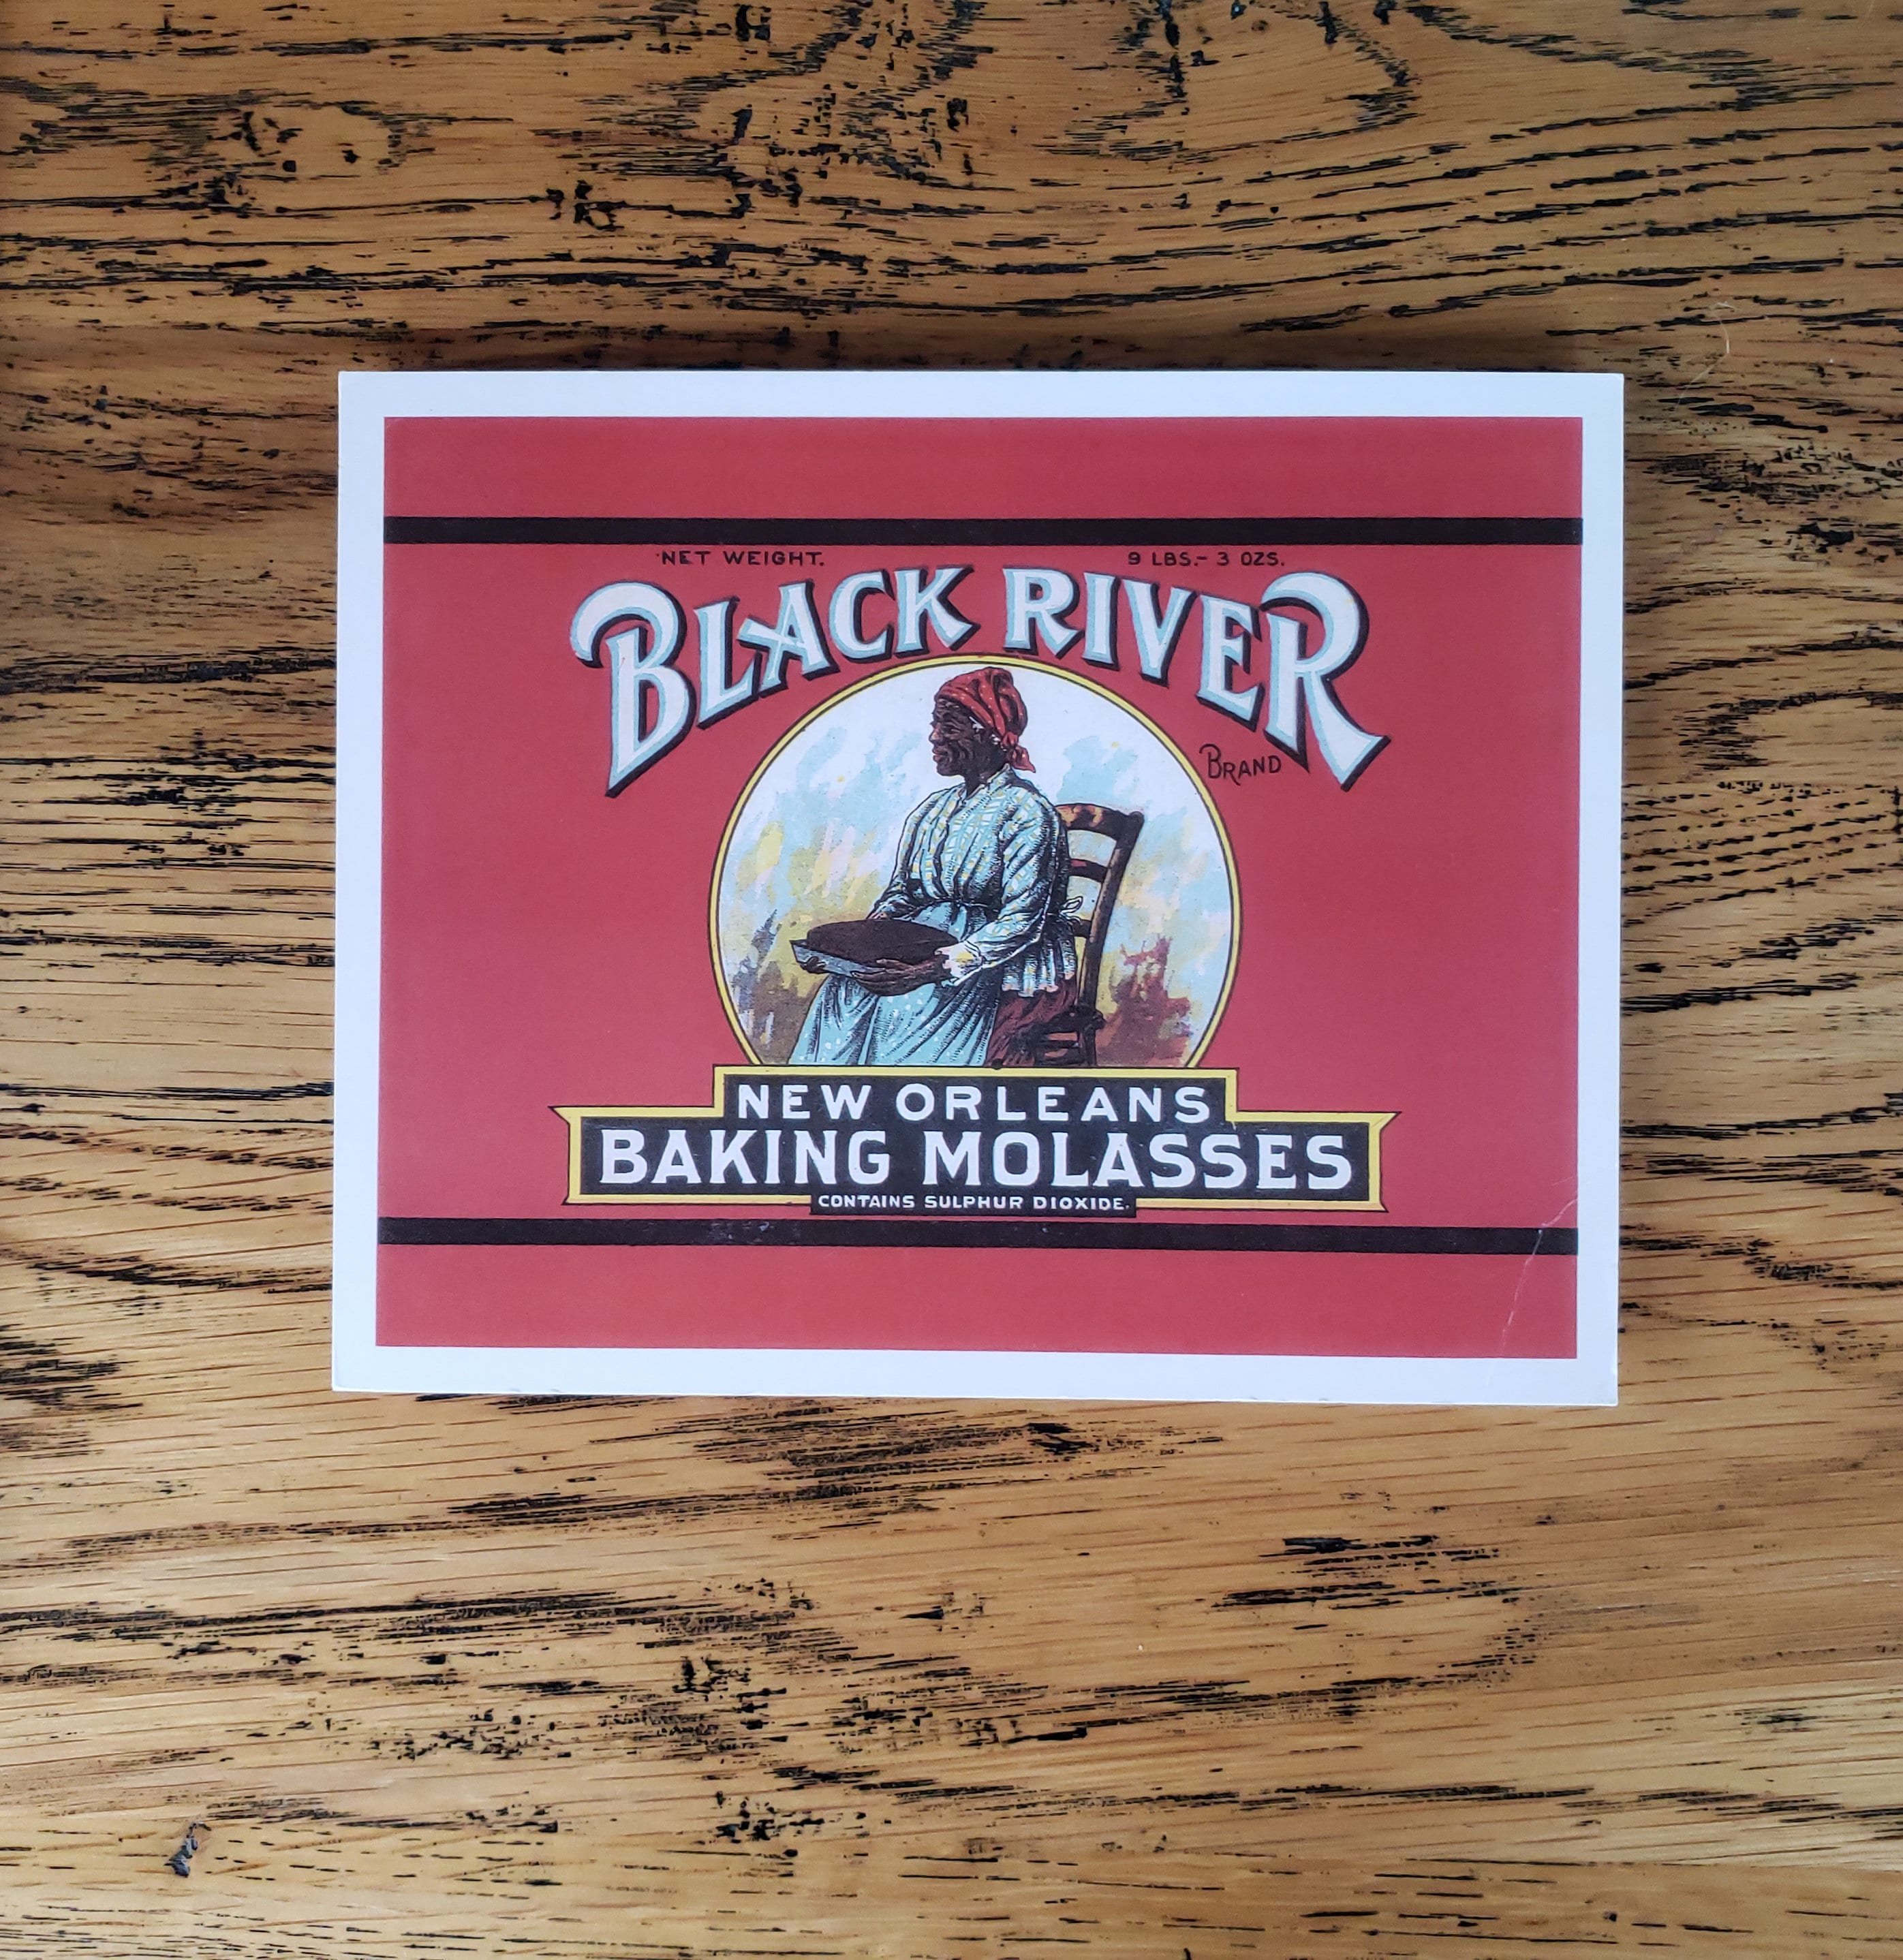 NET WEIGHT. 9 LBS.- 3 OZS.
BLACK RIVER
BRAND
NEW ORLEANS
BAKING MOLASSES
CONTAINS SULPHUR DIOXIDE.